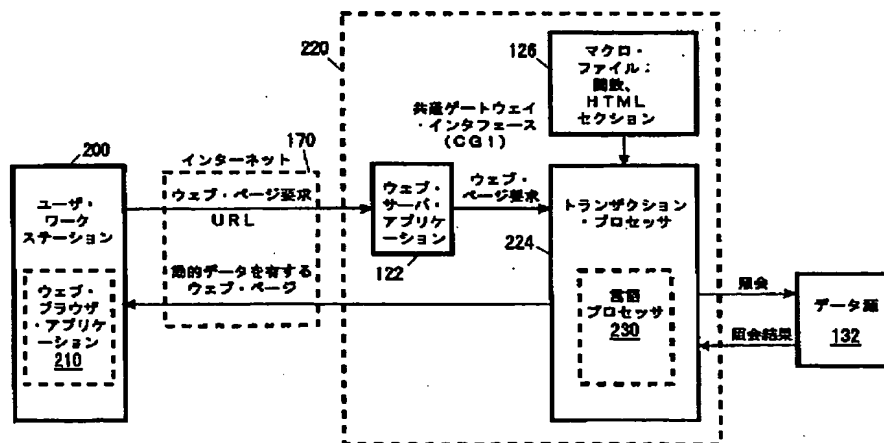 220
126
マクロ・
ファイル:
関数、
HTML
セクション
共産ゲートウェイ
・インタフェース
(CGI)
200
インターネット
170
ユーザ・
ワーク
ステーション
ウェブ・ページ要求
URL
ウェブ・
サーバ・
アプリケ
ーション
122
ウェブ・
ページ要求
トランザクション
・プロセッサ
224
動的データを有する
ウェブ・ページ
ウェブ・
ブラウザ
・アプリケ
ーション
210
言語
プロセッサ
230
照会
照会結果
データ源
132